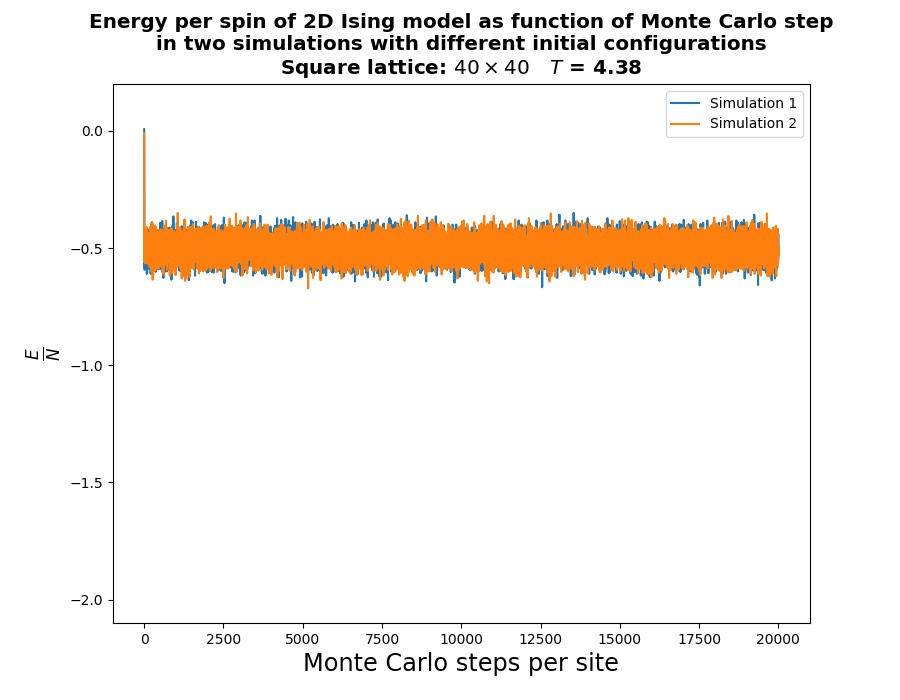 Energy per spin of 2D Ising model as function of Monte Carlo step
in two simulations with different initial configurations
Square lattice: 40 × 40 T = 4.38
Simulation 1
Simulation 2
0.0
−0.5
−1.0
−1.5
−2.0
E
N
0 2500 5000 7500 10000 12500 15000 17500 20000
Monte Carlo steps per site